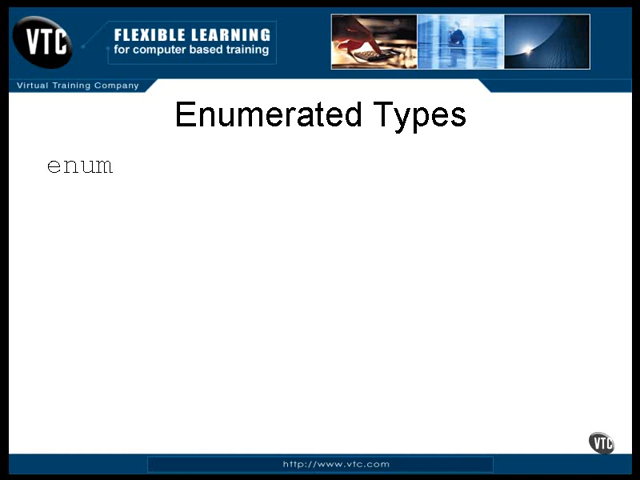 VTC
FLEXIBLE LEARNING
for computer based training
Virtual Training Company
Enumerated Types
enum
VTC
http://www.vtc.com